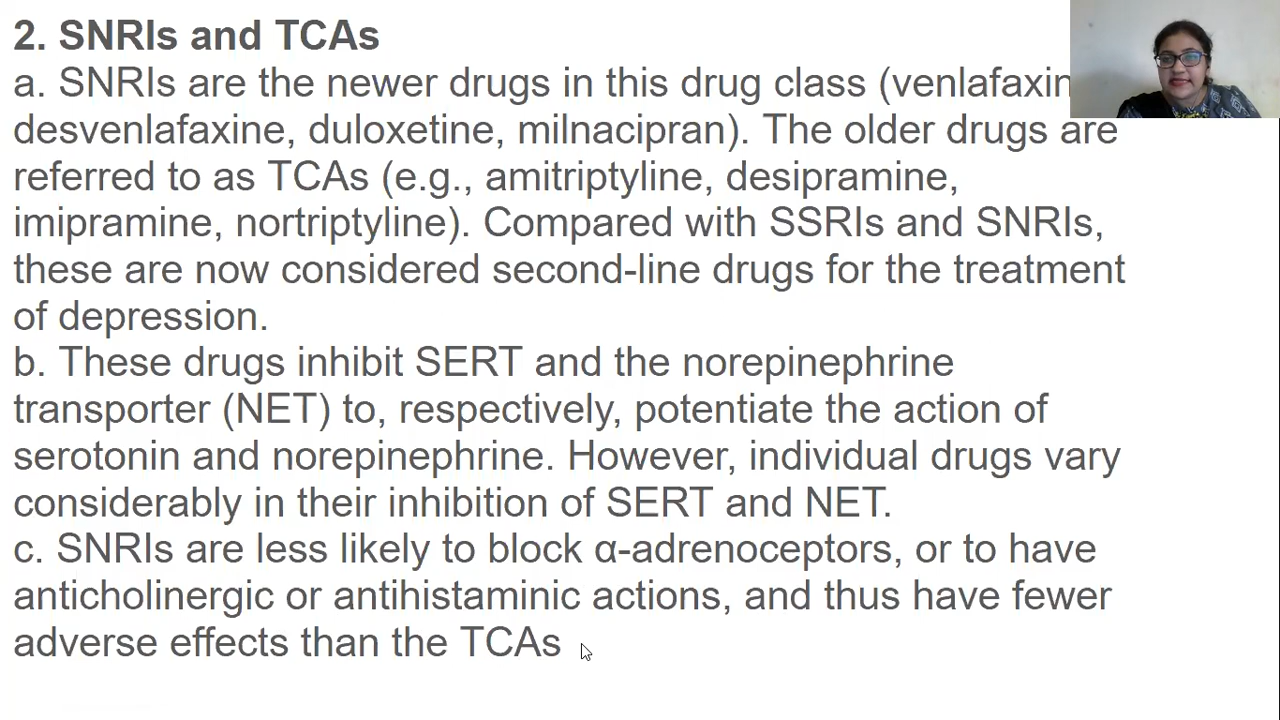 2. SNRIs and TCAs
a. SNRIs are the newer drugs in this drug class
desvenlafaxine, duloxetine, milnacipran). The older drugs are
referred to as TCAs (e.g., amitriptyline, desipramine,
imipramine, nortriptyline). Compared with SSRIs and SNRIs,
these are now considered second-line drugs for the treatment
of depression.
b. These drugs inhibit SERT and the norepinephrine
transporter (NET) to, respectively, potentiate the action of
serotonin and norepinephrine. However, individual drugs vary
considerably in their inhibition of SERT and NET.
c. SNRIs are less likely to block α-adrenoceptors, or to have
anticholinergic or antihistaminic actions, and thus have fewer
adverse effects than the TCAs